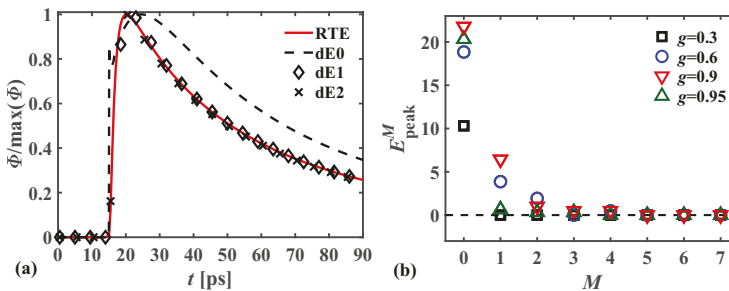 1
0.8
0.6
0.4
0.2
0
Φ/max(Φ)
RTE
dE0
dE1
dE2
0 10 20 30 40 50 60 70 80 90
t [ps]
(a)
20
15
10
5
0
E^M_peak
g=0.3
g=0.6
g=0.9
g=0.95
0 1 2 3 4 5 6 7
M
(b)